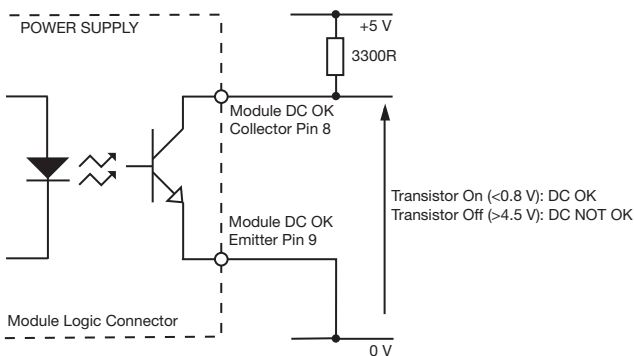 POWER SUPPLY
+5 V
3300R
Module DC OK
Collector Pin 8
Transistor On (<0.8 V): DC OK
Transistor Off (>4.5 V): DC NOT OK
Module DC OK
Emitter Pin 9
Module Logic Connector
0 V